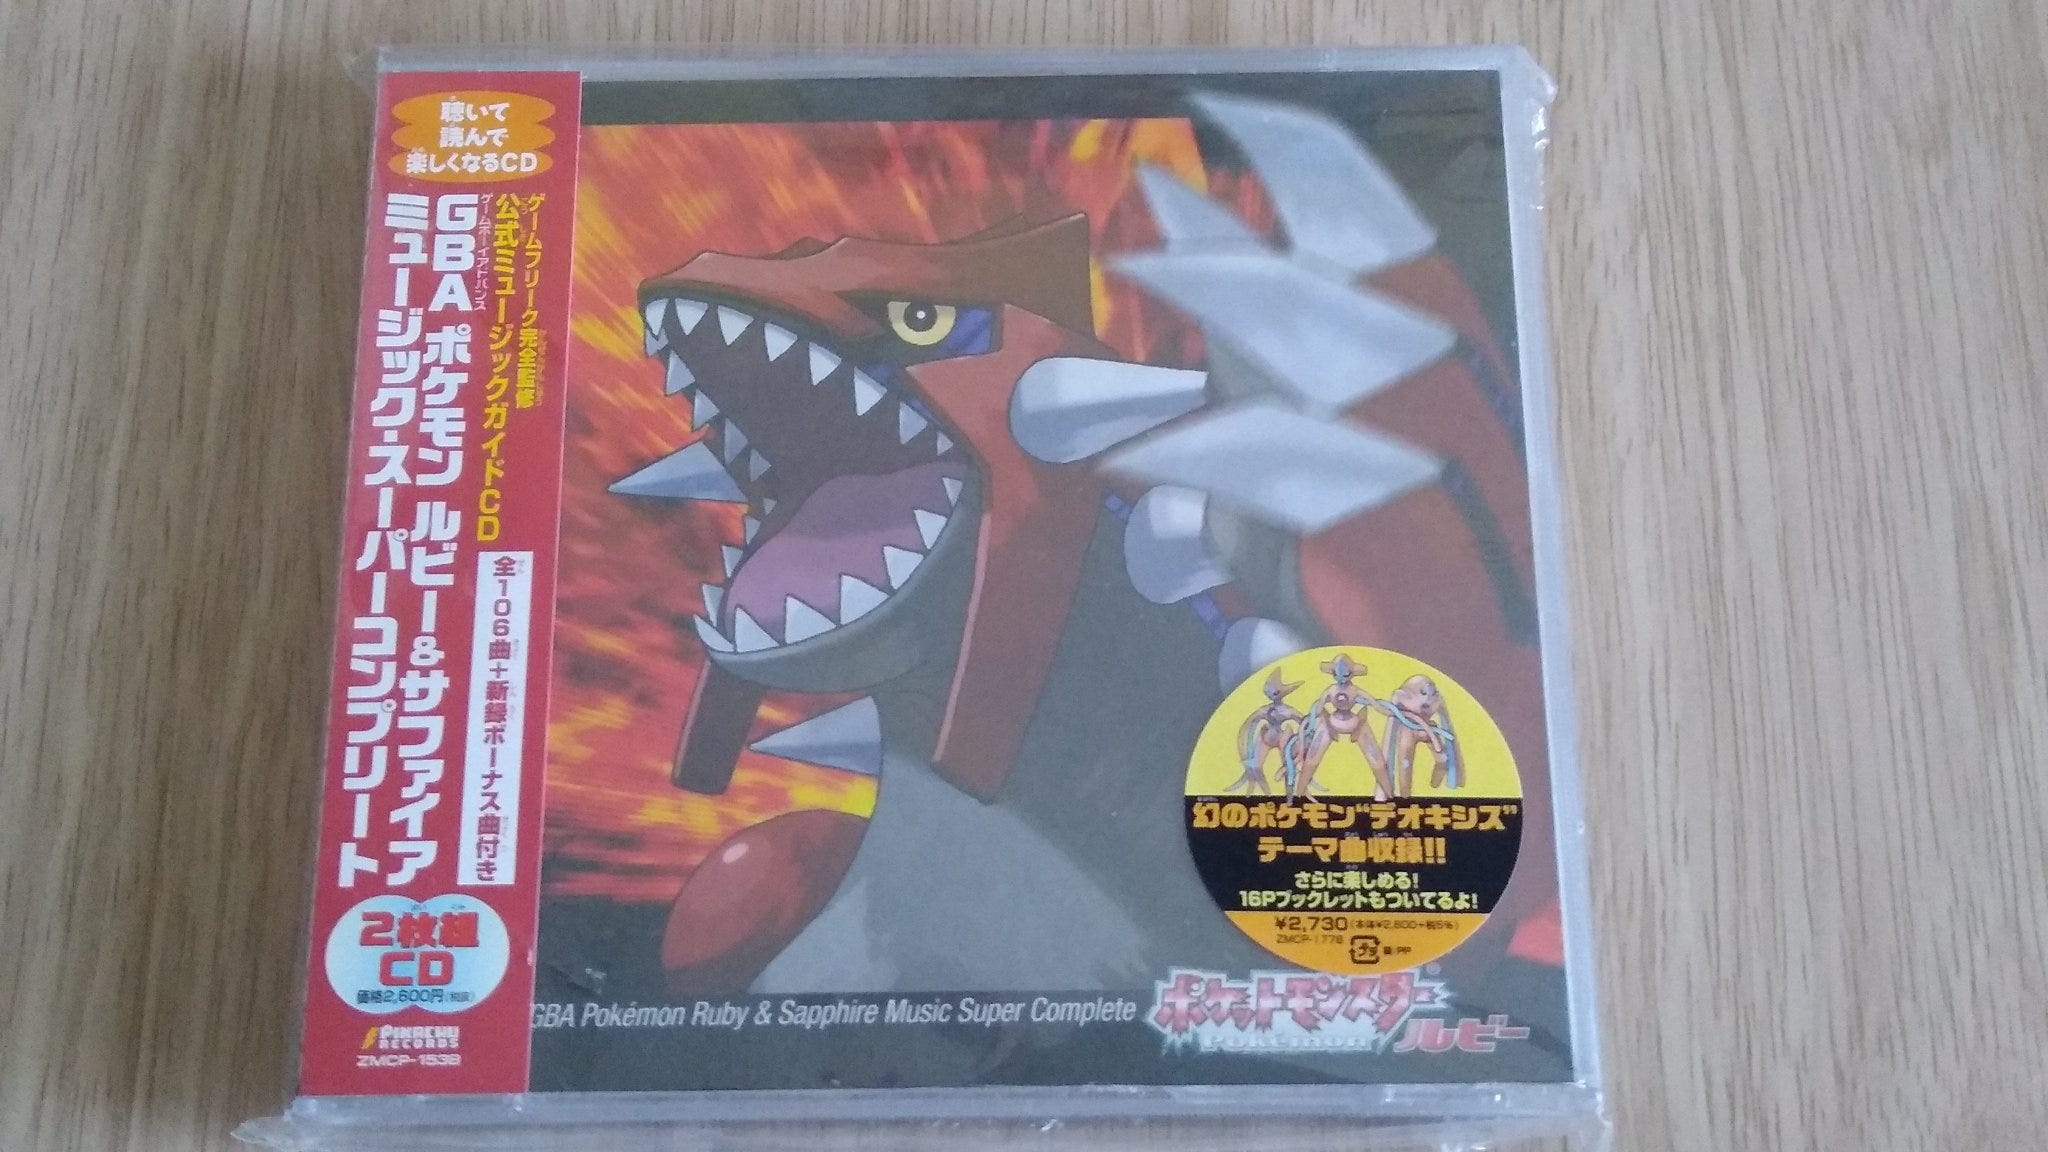 聴いて
読んで
楽しくなるCD
ゲームフリーク完全監修
公式ミュージックガイドCD
ゲームボーイアドバンス
GBA ポケモン ルビー&サファイア
ミュージック・スーパーコンプリート
全106曲+新録ボーナス曲付き
2枚組
CD
価格2,600円(税抜)
PIKACHU
RECORDS
ZMCP-1538
幻のポケモン“デオキシス”
テーマ曲収録!!
さらに楽しめる!
16Pブックレットもついてるよ!
¥2,730(本体¥2,600+税5%)
ZMCP-1778
GBA Pokémon Ruby & Sapphire Music Super Complete
ポケットモンスター
Pokémon
ルビー